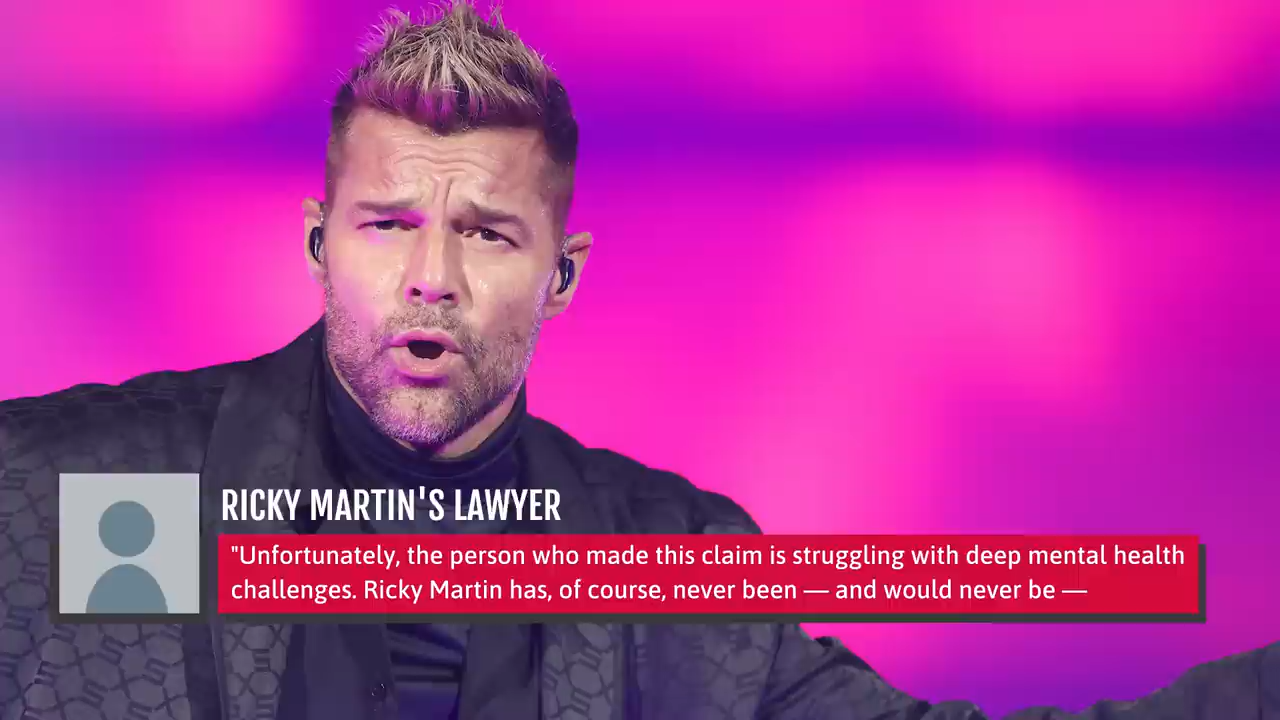 RICKY MARTIN'S LAWYER
"Unfortunately, the person who made this claim is struggling with deep mental health
challenges. Ricky Martin has, of course, never been — and would never be —